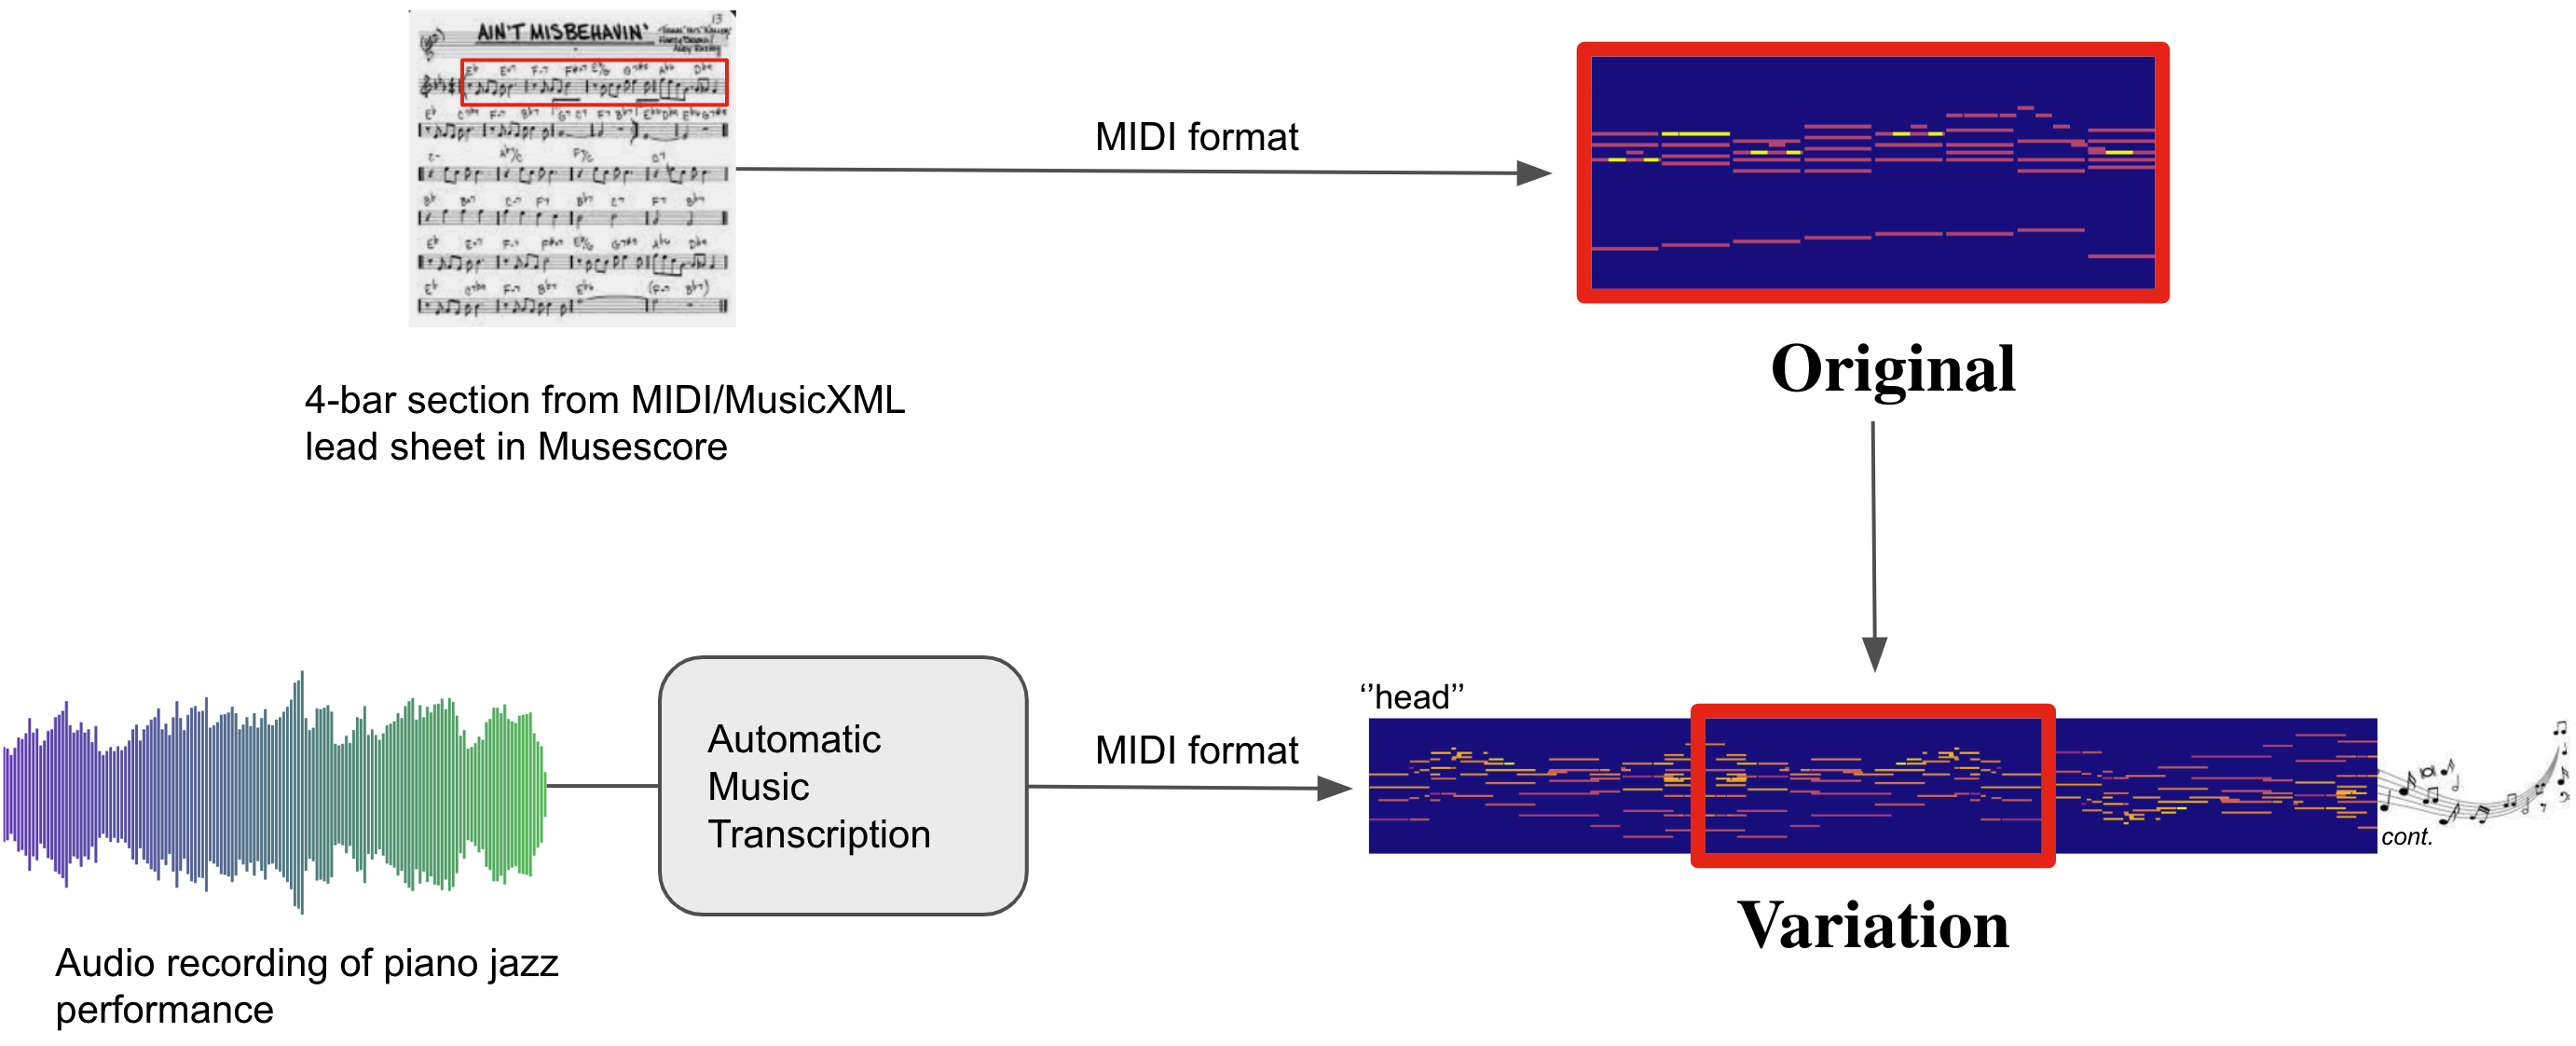 13
AIN'T MISBEHAVIN'
MIDI format
4-bar section from MIDI/MusicXML
lead sheet in Musescore
Original
‘’head’’
Automatic
Music
Transcription
MIDI format
cont.
Variation
Audio recording of piano jazz
performance